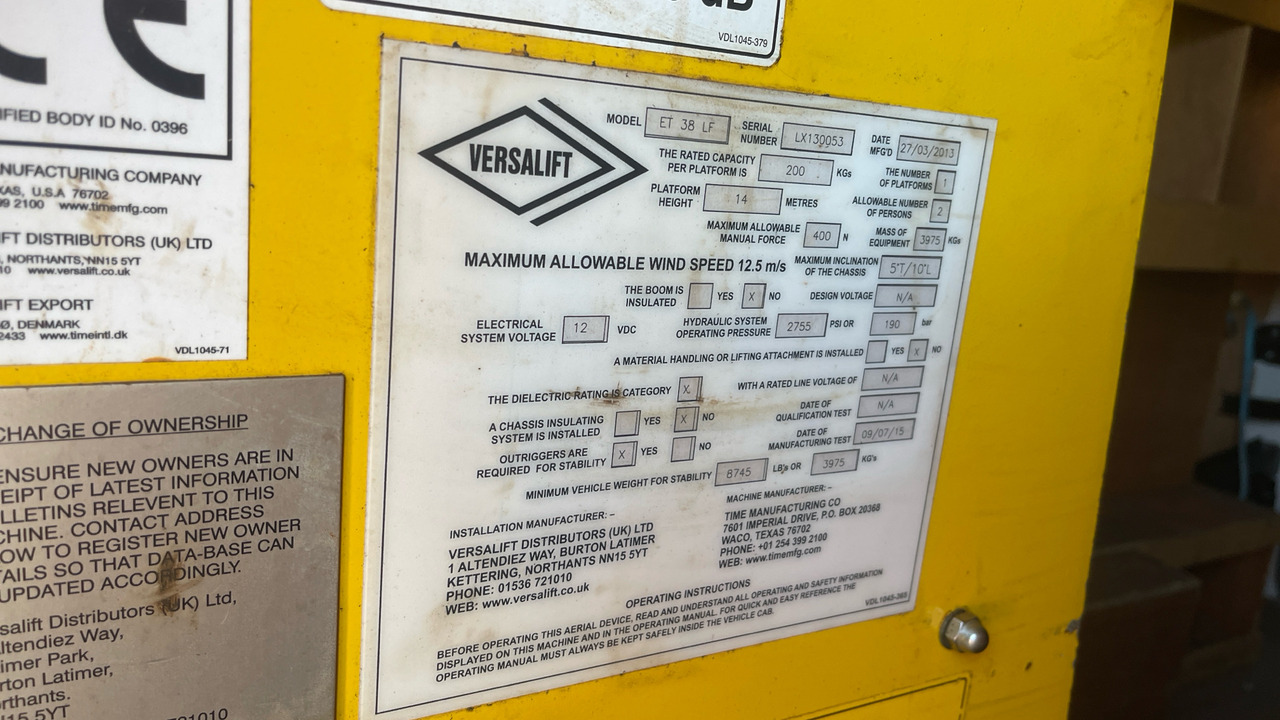 VDL1045-379
CE
IFIED BODY ID No. 0396
NUFACTURING COMPANY
XAS, U.S.A 76702
99 2100 www.timemfg.com
IFT DISTRIBUTORS (UK) LTD
, NORTHANTS, NN15 5YT
10 www.versalift.co.uk
IFT EXPORT
Ø, DENMARK
2433 www.timeintl.dk
VDL1045-71
CHANGE OF OWNERSHIP
ENSURE NEW OWNERS ARE IN
EIPT OF LATEST INFORMATION
LLETINS RELEVENT TO THIS
CHINE. CONTACT ADDRESS
OW TO REGISTER NEW OWNER
AILS SO THAT DATA-BASE CAN
UPDATED ACCORDINGLY.
salift Distributors (UK) Ltd,
ltendiez Way,
imer Park,
rton Latimer,
rthants.
N15 5YT
721010
VERSALIFT
MODEL ET 38 LF SERIAL NUMBER LX130053 DATE MFG'D 27/03/2013
THE RATED CAPACITY PER PLATFORM IS 200 KGs THE NUMBER OF PLATFORMS 1
PLATFORM HEIGHT 14 METRES ALLOWABLE NUMBER OF PERSONS 2
MAXIMUM ALLOWABLE MANUAL FORCE 400 N MASS OF EQUIPMENT 3975 KGs
MAXIMUM ALLOWABLE WIND SPEED 12.5 m/s MAXIMUM INCLINATION OF THE CHASSIS 5°T/10°L
THE BOOM IS INSULATED YES X NO DESIGN VOLTAGE N/A
ELECTRICAL SYSTEM VOLTAGE 12 VDC HYDRAULIC SYSTEM OPERATING PRESSURE 2755 PSI OR 190 bar
A MATERIAL HANDLING OR LIFTING ATTACHMENT IS INSTALLED YES X NO
THE DIELECTRIC RATING IS CATEGORY X WITH A RATED LINE VOLTAGE OF N/A
A CHASSIS INSULATING SYSTEM IS INSTALLED YES X NO DATE OF QUALIFICATION TEST N/A
OUTRIGGERS ARE REQUIRED FOR STABILITY X YES NO DATE OF MANUFACTURING TEST 09/07/15
MINIMUM VEHICLE WEIGHT FOR STABILITY 8745 LB's OR 3975 KG's
INSTALLATION MANUFACTURER: –
VERSALIFT DISTRIBUTORS (UK) LTD
1 ALTENDIEZ WAY, BURTON LATIMER
KETTERING, NORTHANTS NN15 5YT
PHONE: 01536 721010
WEB: www.versalift.co.uk
MACHINE MANUFACTURER: –
TIME MANUFACTURING CO
7601 IMPERIAL DRIVE, P.O. BOX 20368
WACO, TEXAS 76702
PHONE: +01 254 399 2100
WEB: www.timemfg.com
OPERATING INSTRUCTIONS
BEFORE OPERATING THIS AERIAL DEVICE, READ AND UNDERSTAND ALL OPERATING AND SAFETY INFORMATION
DISPLAYED ON THIS MACHINE AND IN THE OPERATING MANUAL. FOR QUICK AND EASY REFERENCE THE
OPERATING MANUAL MUST ALWAYS BE KEPT SAFELY INSIDE THE VEHICLE CAB.
VDL1045-365